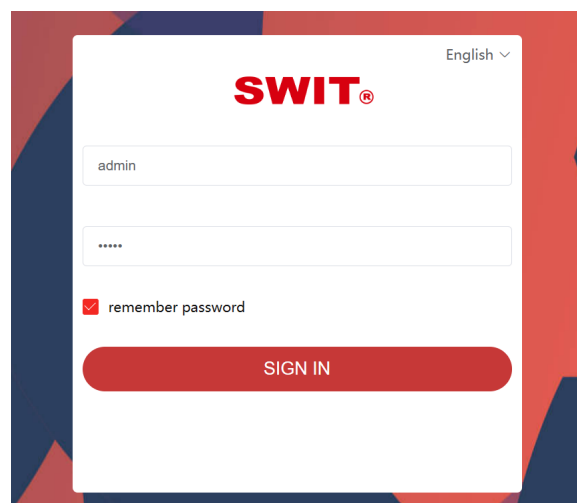 English
SWIT®
admin
•••••
remember password
SIGN IN